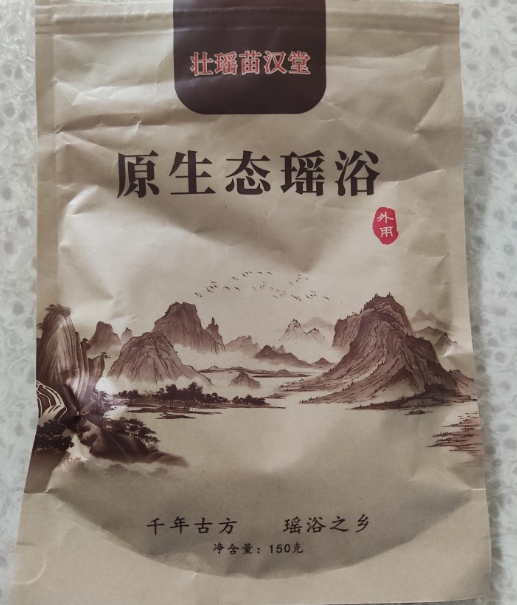 壮瑶苗汉堂
原生态瑶浴
外用
千年古方 瑶浴之乡
净含量：150克